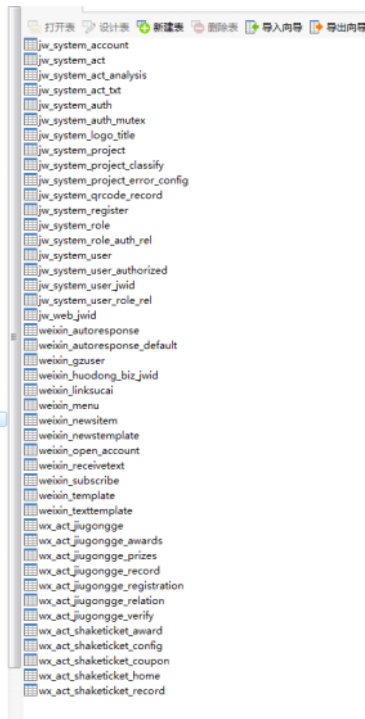 打开表 设计表 新建表 删除表 导入向导 导出向导
jw_system_account
jw_system_act
jw_system_act_analysis
jw_system_act_txt
jw_system_auth
jw_system_auth_mutex
jw_system_logo_title
jw_system_project
jw_system_project_classify
jw_system_project_error_config
jw_system_qrcode_record
jw_system_register
jw_system_role
jw_system_role_auth_rel
jw_system_user
jw_system_user_authorized
jw_system_user_jwid
jw_system_user_role_rel
jw_web_jwid
weixin_autoresponse
weixin_autoresponse_default
weixin_gzuser
weixin_huodong_biz_jwid
weixin_linksucai
weixin_menu
weixin_newsitem
weixin_newstemplate
weixin_open_account
weixin_receivetext
weixin_subscribe
weixin_template
weixin_texttemplate
wx_act_jiugongge
wx_act_jiugongge_awards
wx_act_jiugongge_prizes
wx_act_jiugongge_record
wx_act_jiugongge_registration
wx_act_jiugongge_relation
wx_act_jiugongge_verify
wx_act_shaketicket_award
wx_act_shaketicket_config
wx_act_shaketicket_coupon
wx_act_shaketicket_home
wx_act_shaketicket_record